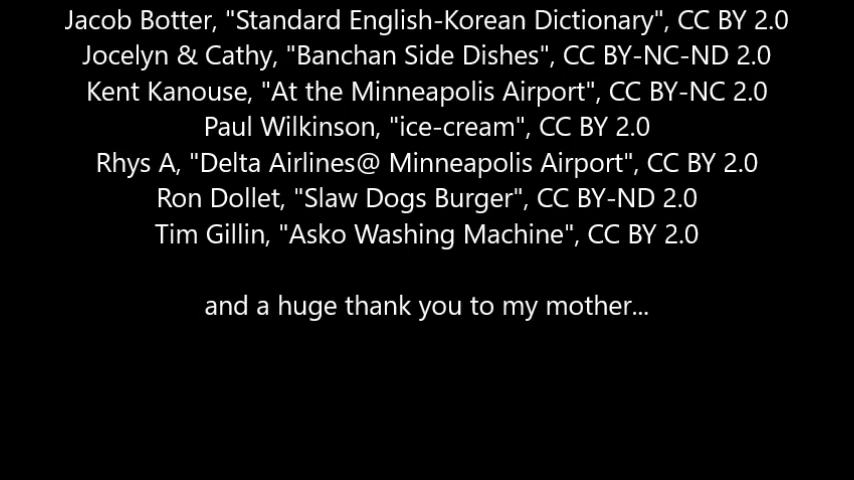 Jacob Botter, "Standard English-Korean Dictionary", CC BY 2.0
Jocelyn & Cathy, "Banchan Side Dishes", CC BY-NC-ND 2.0
Kent Kanouse, "At the Minneapolis Airport", CC BY-NC 2.0
Paul Wilkinson, "ice-cream", CC BY 2.0
Rhys A, "Delta Airlines@ Minneapolis Airport", CC BY 2.0
Ron Dollet, "Slaw Dogs Burger", CC BY-ND 2.0
Tim Gillin, "Asko Washing Machine", CC BY 2.0
and a huge thank you to my mother...